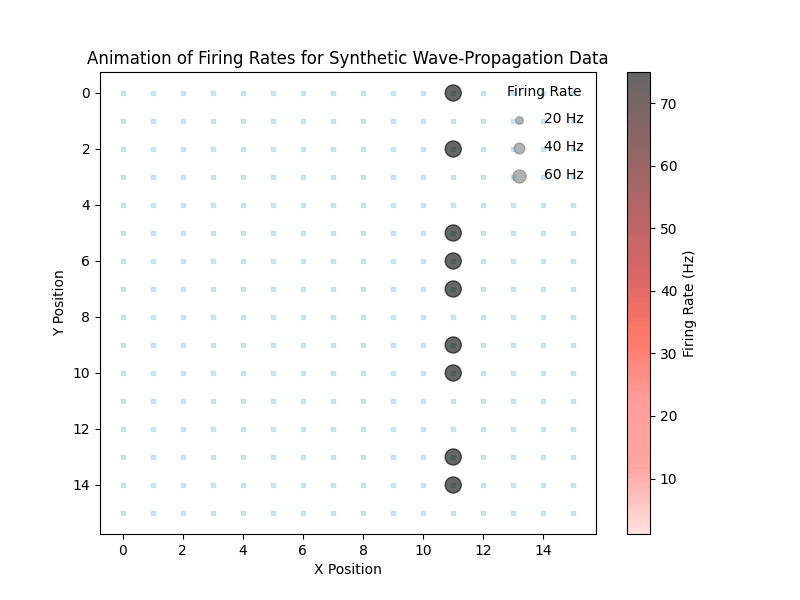 Animation of Firing Rates for Synthetic Wave-Propagation Data
Firing Rate
20 Hz
40 Hz
60 Hz
0
2
4
6
8
10
12
14
Y Position
0 2 4 6 8 10 12 14
X Position
70
60
50
40
30
20
10
Firing Rate (Hz)